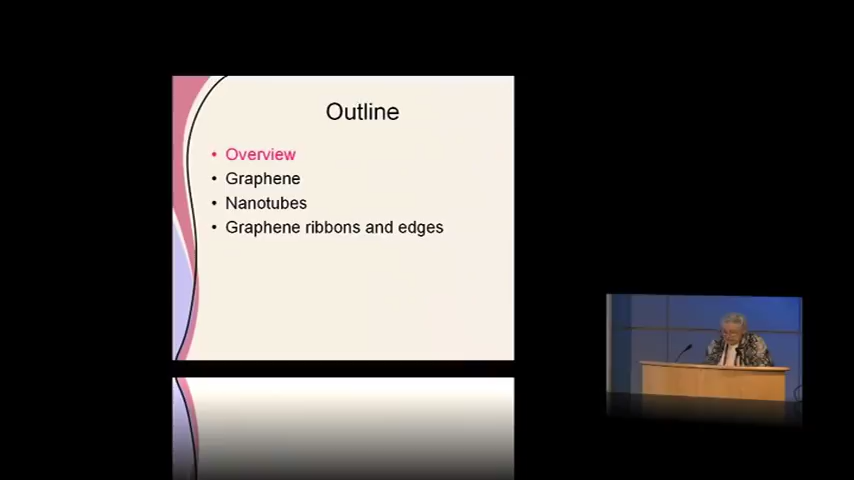 Outline
• Overview
• Graphene
• Nanotubes
• Graphene ribbons and edges